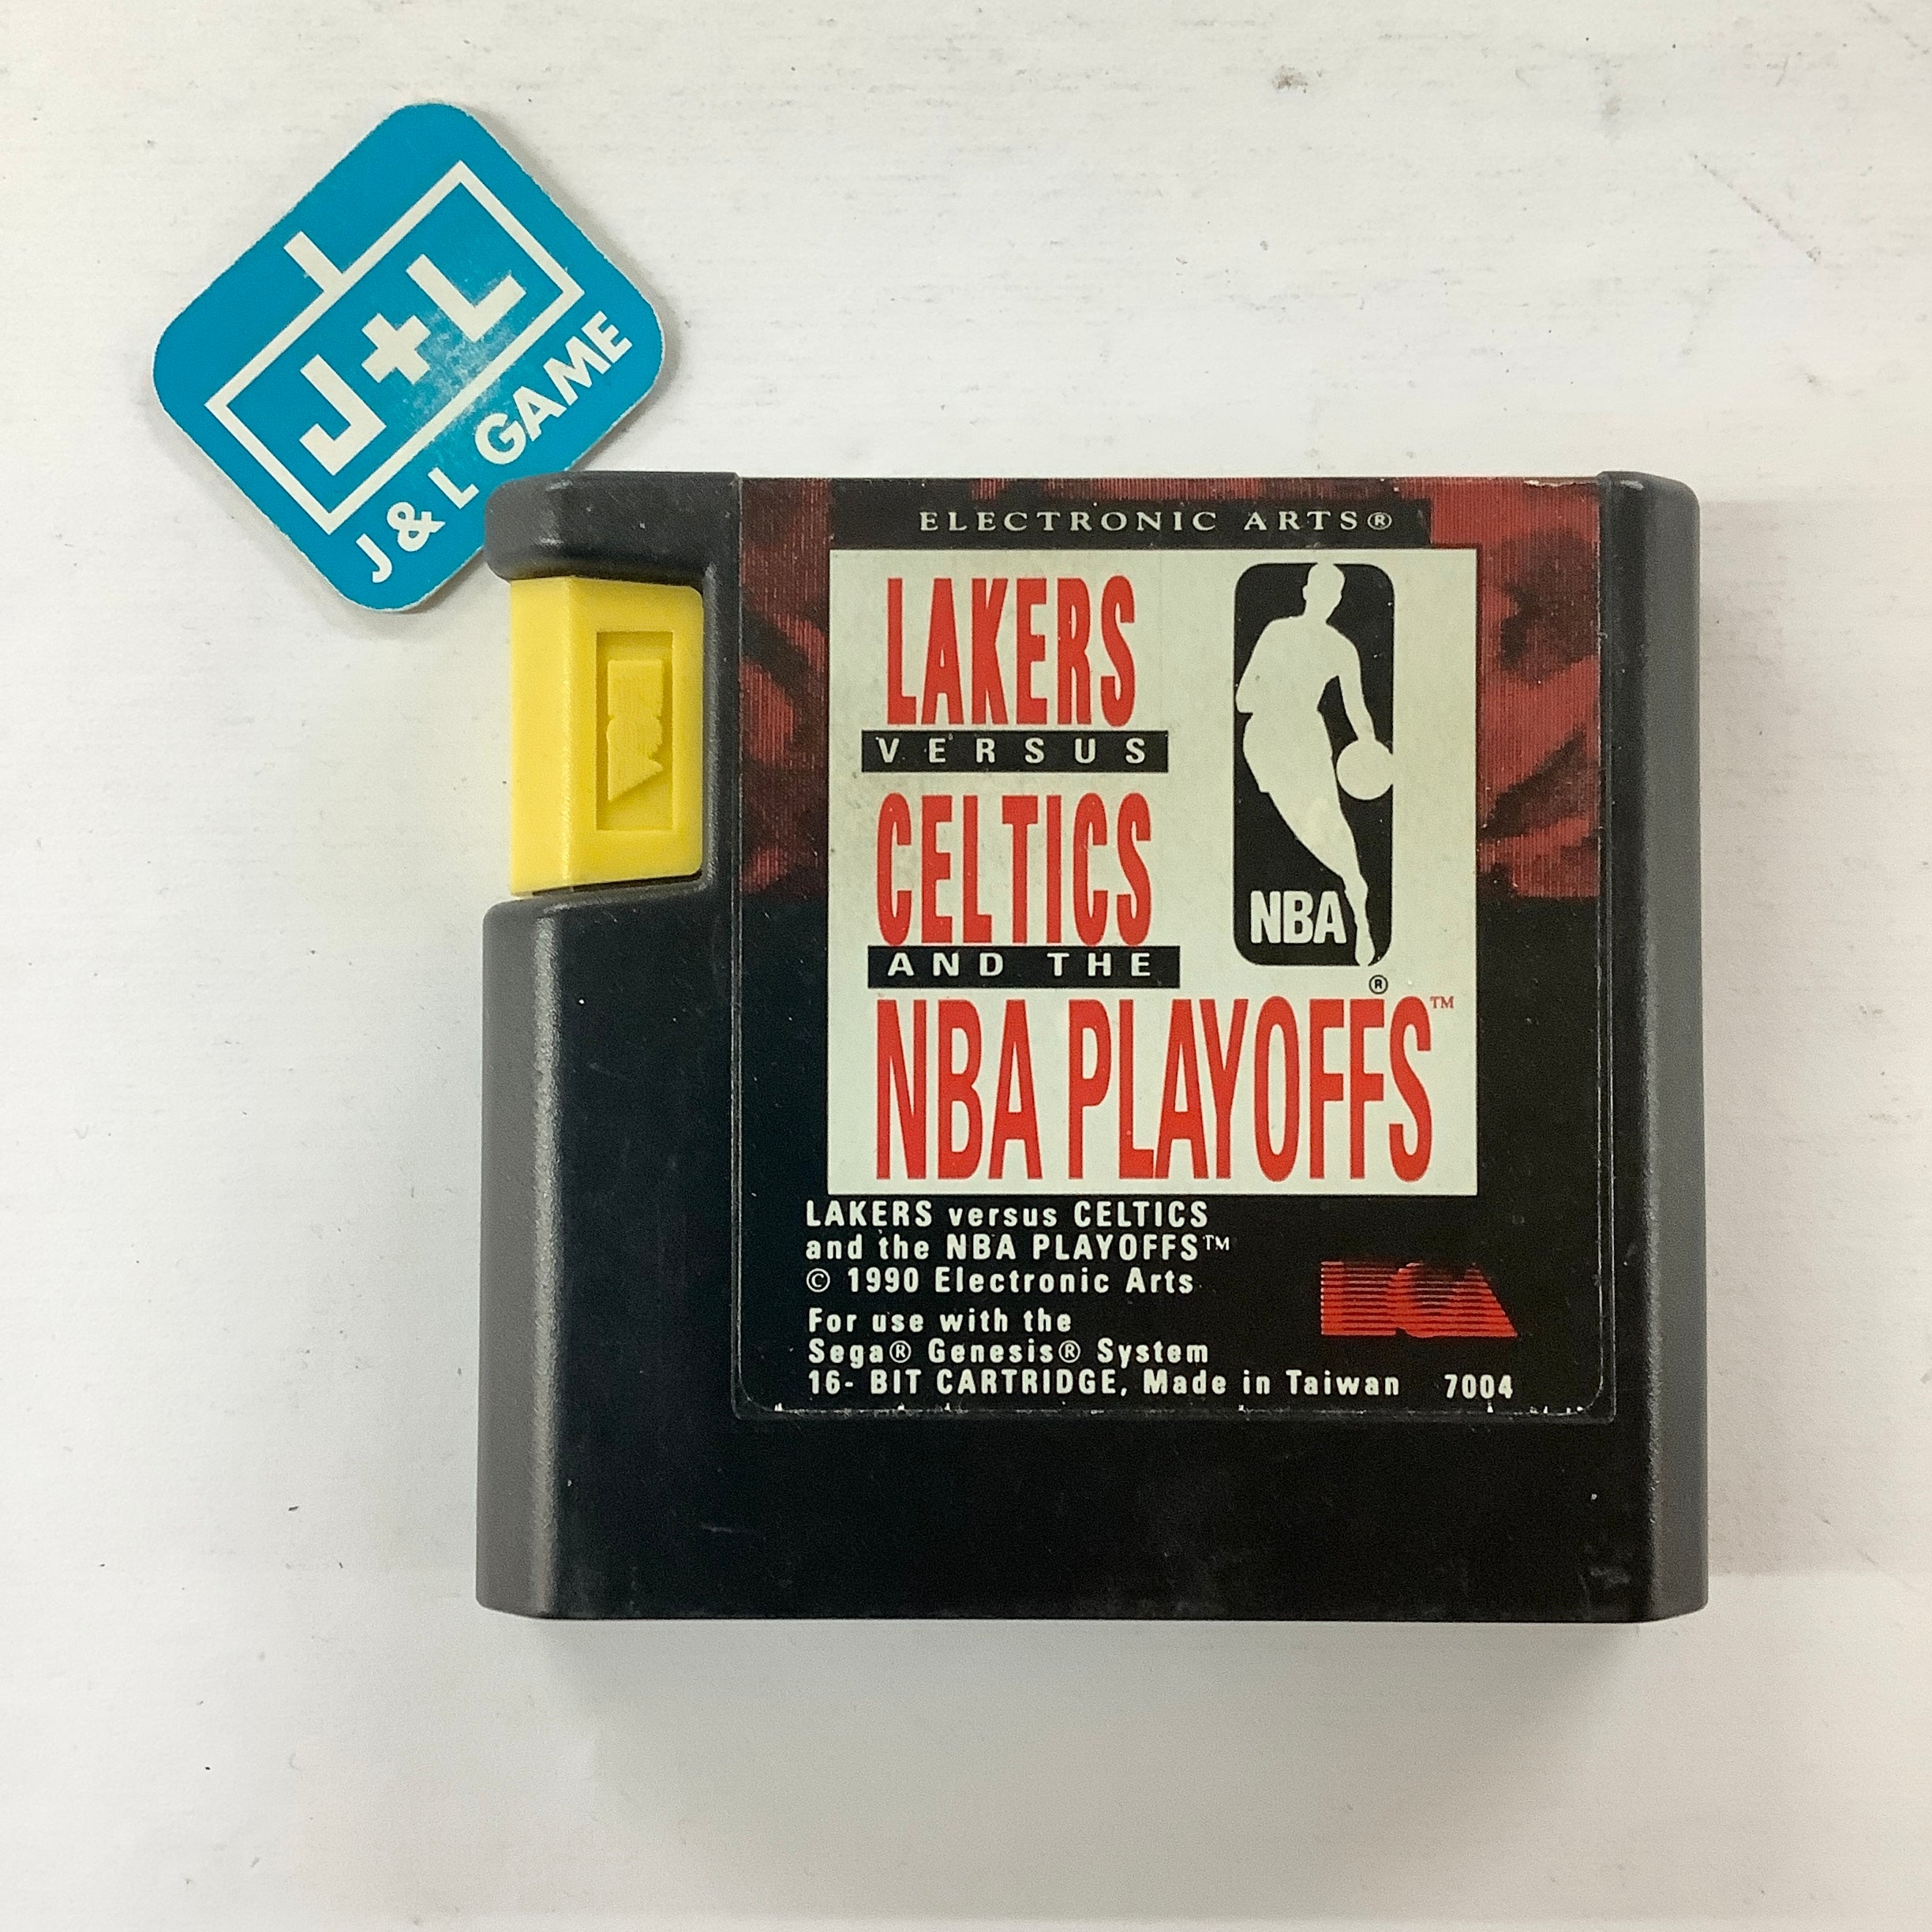 J+L
J & L GAME
ELECTRONIC ARTS®
LAKERS
VERSUS
CELTICS
AND THE
NBA PLAYOFFS™
NBA
®
LAKERS versus CELTICS
and the NBA PLAYOFFS™
© 1990 Electronic Arts
For use with the
Sega® Genesis® System
16- BIT CARTRIDGE, Made in Taiwan 7004
EA